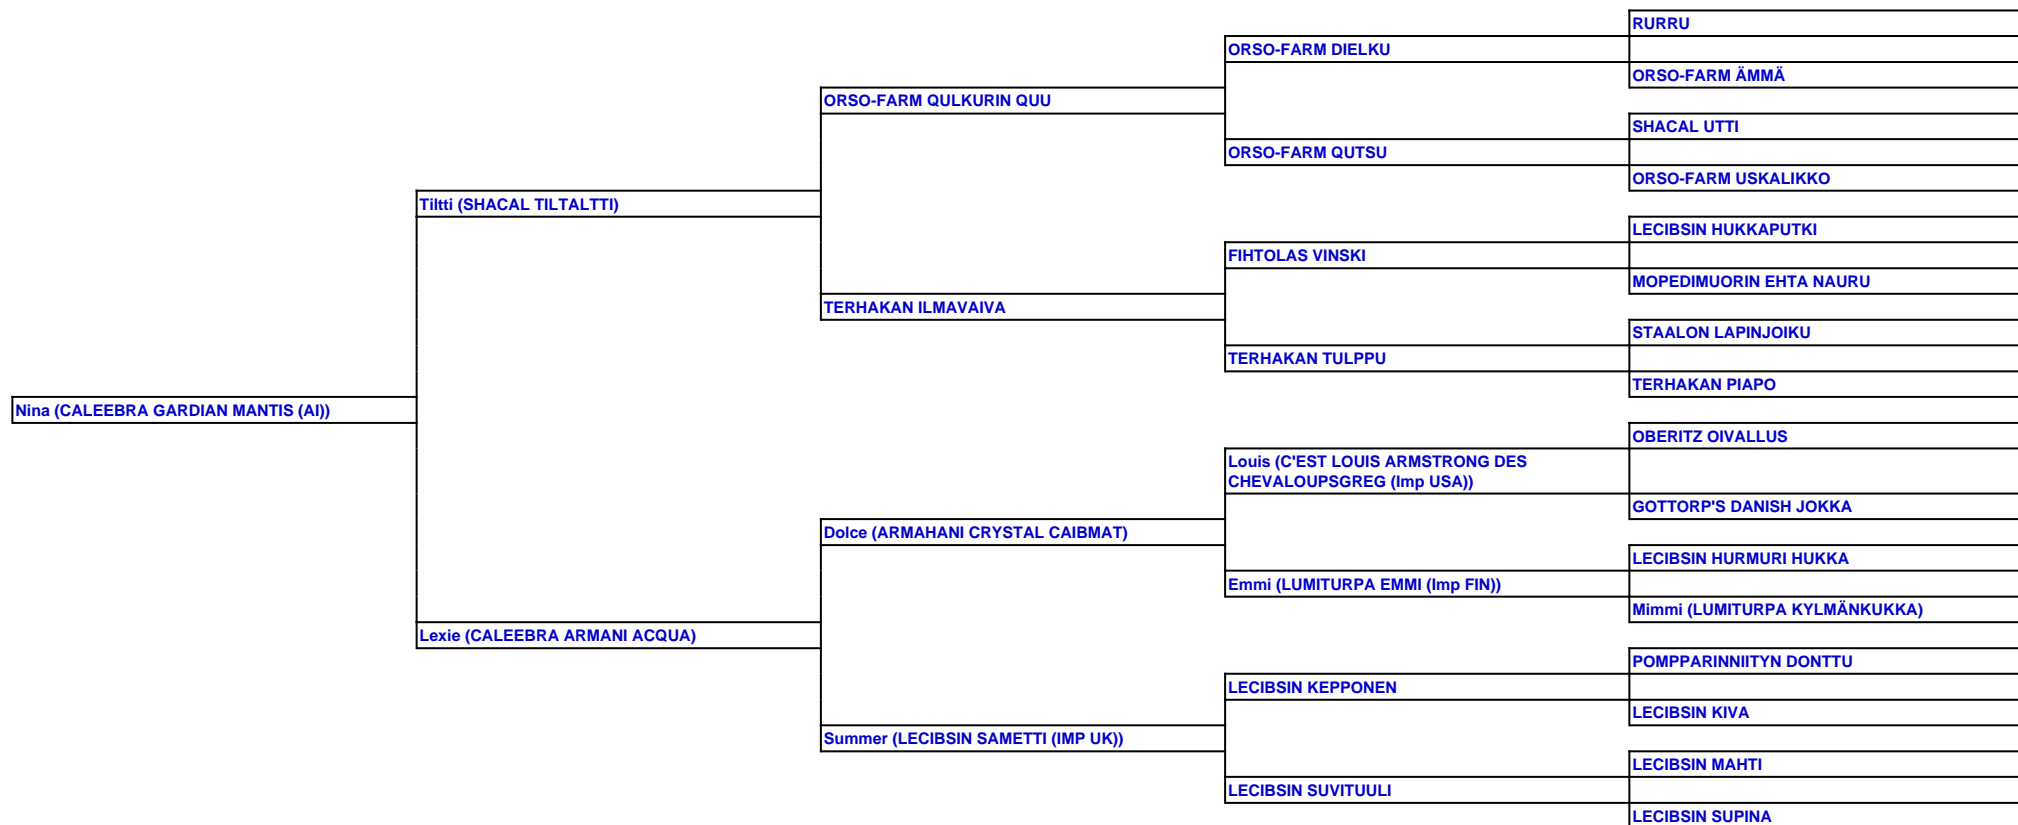 RURRU
ORSO-FARM DIELKU
ORSO-FARM ÄMMÄ
ORSO-FARM QULKURIN QUU
SHACAL UTTI
ORSO-FARM QUTSU
ORSO-FARM USKALIKKO
Tiltti (SHACAL TILTALTTI)
LECIBSIN HUKKAPUTKI
FIHTOLAS VINSKI
MOPEDIMUORIN EHTA NAURU
TERHAKAN ILMAVAIVA
STAALON LAPINJOIKU
TERHAKAN TULPPU
TERHAKAN PIAPO
Nina (CALEEBRA GARDIAN MANTIS (AI))
OBERITZ OIVALLUS
Louis (C'EST LOUIS ARMSTRONG DES
CHEVALOUPSGREG (Imp USA))
GOTTORP'S DANISH JOKKA
Dolce (ARMAHANI CRYSTAL CAIBMAT)
LECIBSIN HURMURI HUKKA
Emmi (LUMITURPA EMMI (Imp FIN))
Mimmi (LUMITURPA KYLMÄNKUKKA)
Lexie (CALEEBRA ARMANI ACQUA)
POMPPARINNIITYN DONTTU
LECIBSIN KEPPONEN
LECIBSIN KIVA
Summer (LECIBSIN SAMETTI (IMP UK))
LECIBSIN MAHTI
LECIBSIN SUVITUULI
LECIBSIN SUPINA